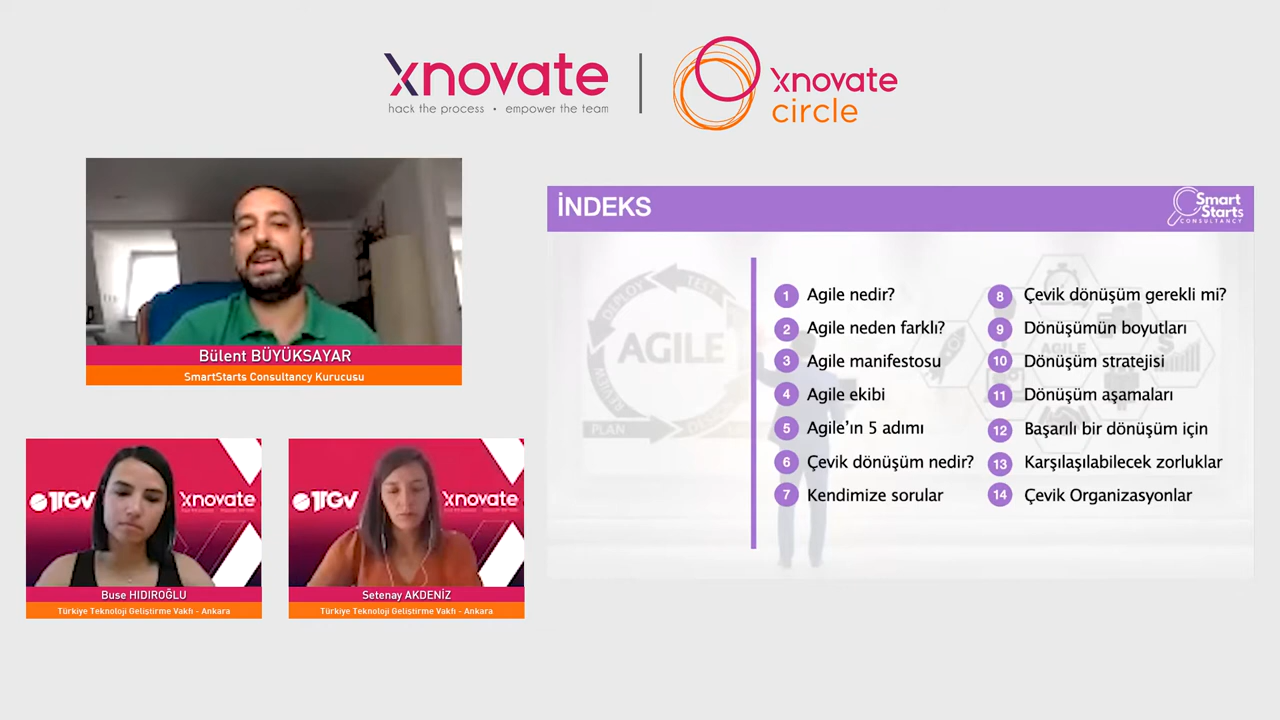 xnovate
hack the process • empower the team
xnovate
circle
Bülent BÜYÜKSAYAR
SmartStarts Consultancy Kurucusu
TTGV
xnovate
Buse HIDIROĞLU
Türkiye Teknoloji Geliştirme Vakfı - Ankara
TTGV
xnovate
Setenay AKDENİZ
Türkiye Teknoloji Geliştirme Vakfı - Ankara
İNDEKS
Smart
Starts
CONSULTANCY
DEPLOY
TEST
REVIEW
AGILE
PLAN
AGILE
1 Agile nedir?
2 Agile neden farklı?
3 Agile manifestosu
4 Agile ekibi
5 Agile’ın 5 adımı
6 Çevik dönüşüm nedir?
7 Kendimize sorular
8 Çevik dönüşüm gerekli mi?
9 Dönüşümün boyutları
10 Dönüşüm stratejisi
11 Dönüşüm aşamaları
12 Başarılı bir dönüşüm için
13 Karşılaşılabilecek zorluklar
14 Çevik Organizasyonlar